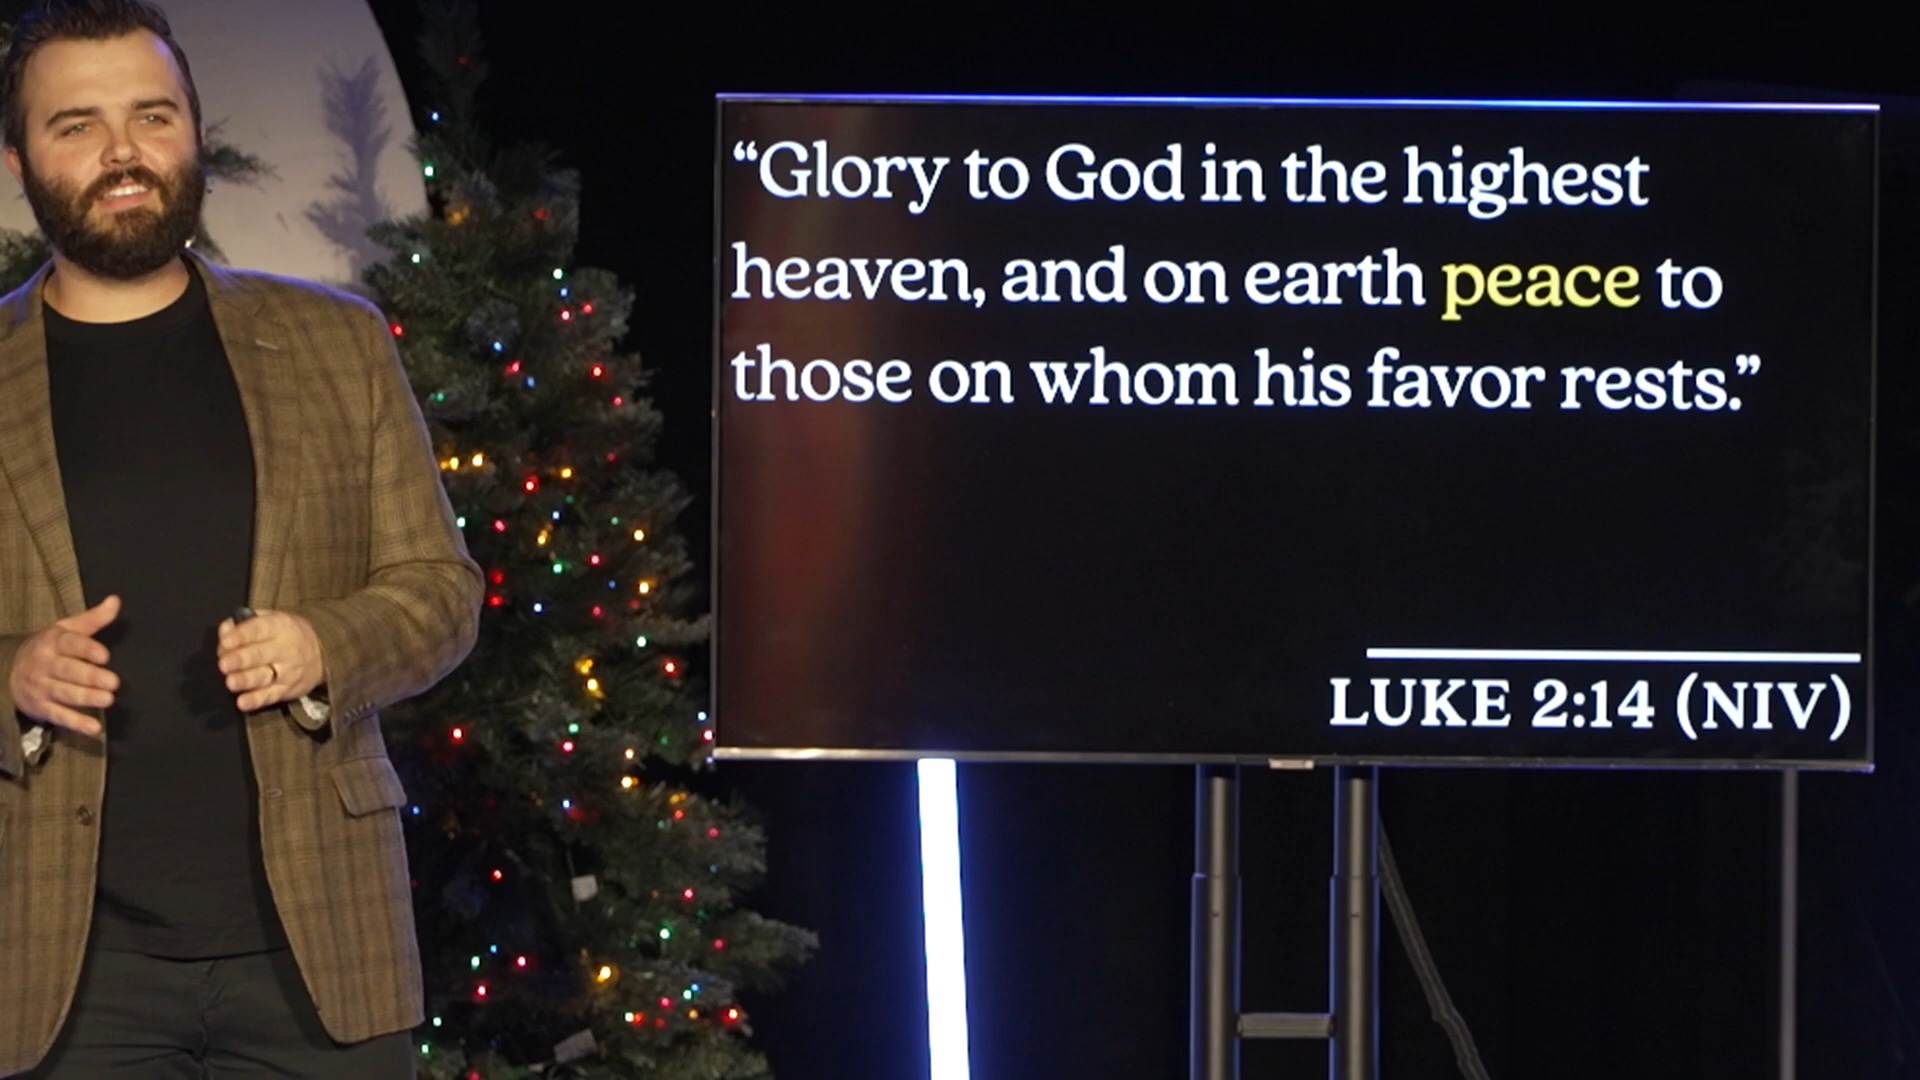 “Glory to God in the highest
heaven, and on earth peace to
those on whom his favor rests.”
LUKE 2:14 (NIV)